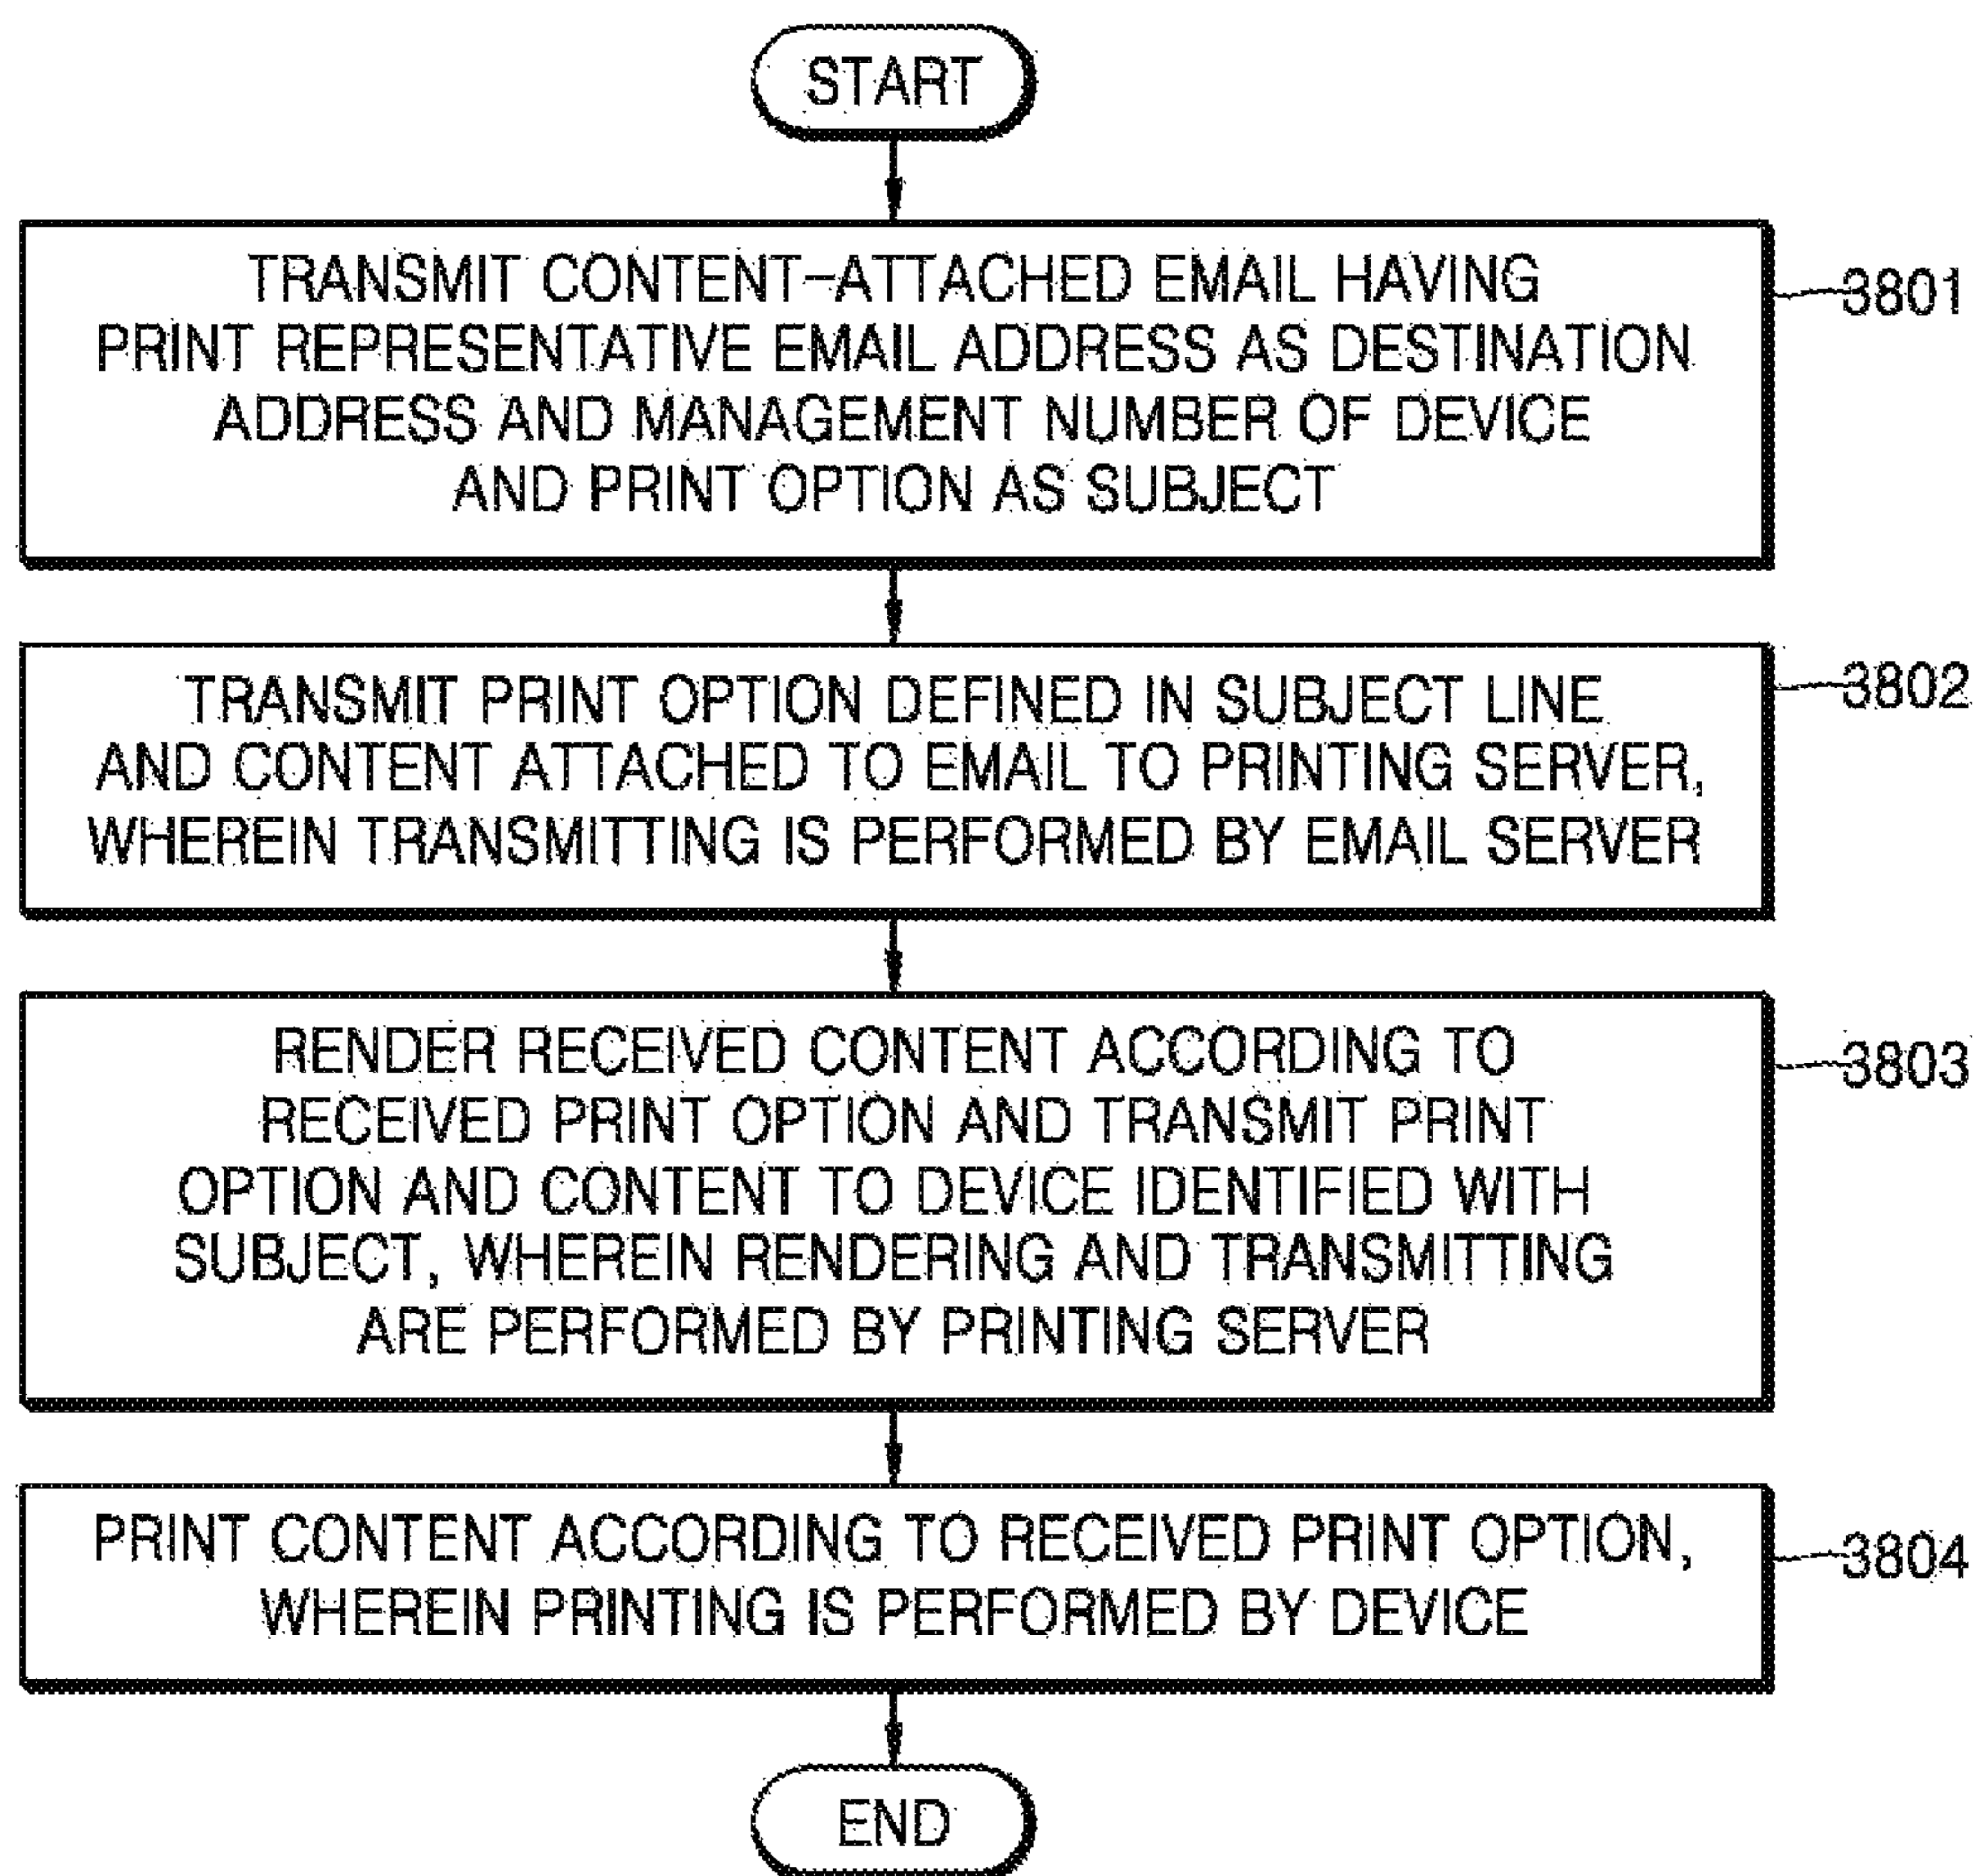 START
TRANSMIT CONTENT-ATTACHED EMAIL HAVING
PRINT REPRESENTATIVE EMAIL ADDRESS AS DESTINATION
ADDRESS AND MANAGEMENT NUMBER OF DEVICE
AND PRINT OPTION AS SUBJECT
3801
TRANSMIT PRINT OPTION DEFINED IN SUBJECT LINE
AND CONTENT ATTACHED TO EMAIL TO PRINTING SERVER,
WHEREIN TRANSMITTING IS PERFORMED BY EMAIL SERVER
3802
RENDER RECEIVED CONTENT ACCORDING TO
RECEIVED PRINT OPTION AND TRANSMIT PRINT
OPTION AND CONTENT TO DEVICE IDENTIFIED WITH
SUBJECT, WHEREIN RENDERING AND TRANSMITTING
ARE PERFORMED BY PRINTING SERVER
3803
PRINT CONTENT ACCORDING TO RECEIVED PRINT OPTION,
WHEREIN PRINTING IS PERFORMED BY DEVICE
3804
END